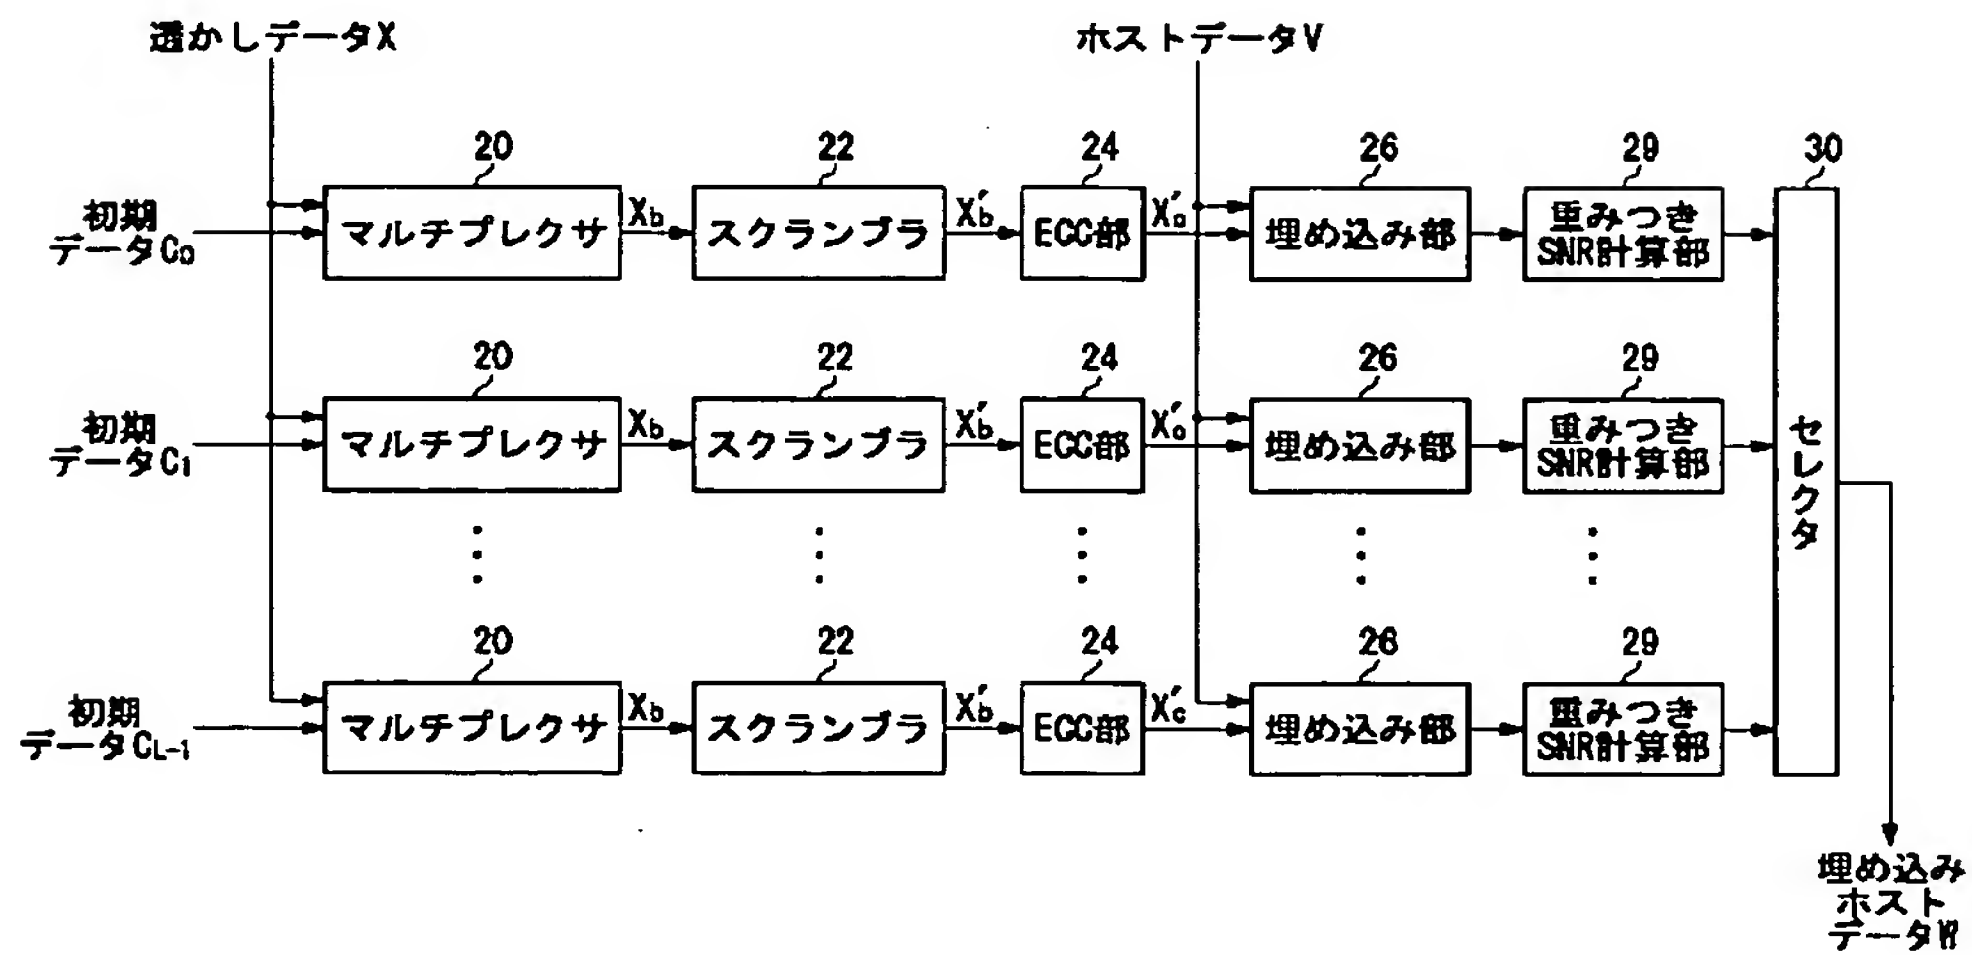 透かしデータX
ホストデータV
20
22
24
26
29
30
初期
データC0
マルチプレクサ
Xb
スクランブラ
X'b
ECC部
X'c
埋め込み部
重みつき
SNR計算部
20
22
24
26
29
初期
データC1
マルチプレクサ
Xb
スクランブラ
X'b
ECC部
X'c
埋め込み部
重みつき
SNR計算部
セレクタ
20
22
24
26
29
初期
データCL-1
マルチプレクサ
Xb
スクランブラ
X'b
ECC部
X'c
埋め込み部
重みつき
SNR計算部
埋め込み
ホスト
データW